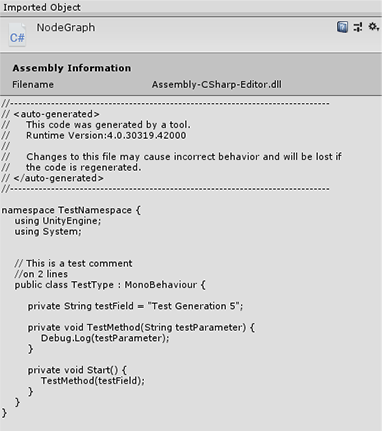 Imported Object
C#
NodeGraph
Assembly Information
Filename Assembly-CSharp-Editor.dll
//------------------------------------------------------------------------------
// <auto-generated>
//     This code was generated by a tool.
//     Runtime Version:4.0.30319.42000
//
//     Changes to this file may cause incorrect behavior and will be lost if
//     the code is regenerated.
// </auto-generated>
//------------------------------------------------------------------------------
namespace TestNamespace {
    using UnityEngine;
    using System;
    // This is a test comment
    //on 2 lines
    public class TestType : MonoBehaviour {
        private String testField = "Test Generation 5";
        private void TestMethod(String testParameter) {
            Debug.Log(testParameter);
        }
        private void Start() {
            TestMethod(testField);
        }
    }
}